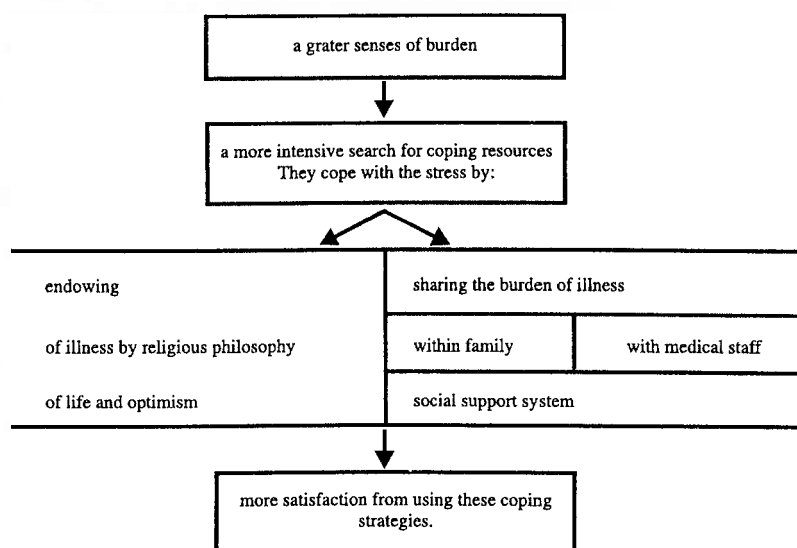 a grater senses of burden
a more intensive search for coping resources
They cope with the stress by:
endowing
of illness by religious philosophy
of life and optimism
sharing the burden of illness
within family
with medical staff
social support system
more satisfaction from using these coping
strategies.